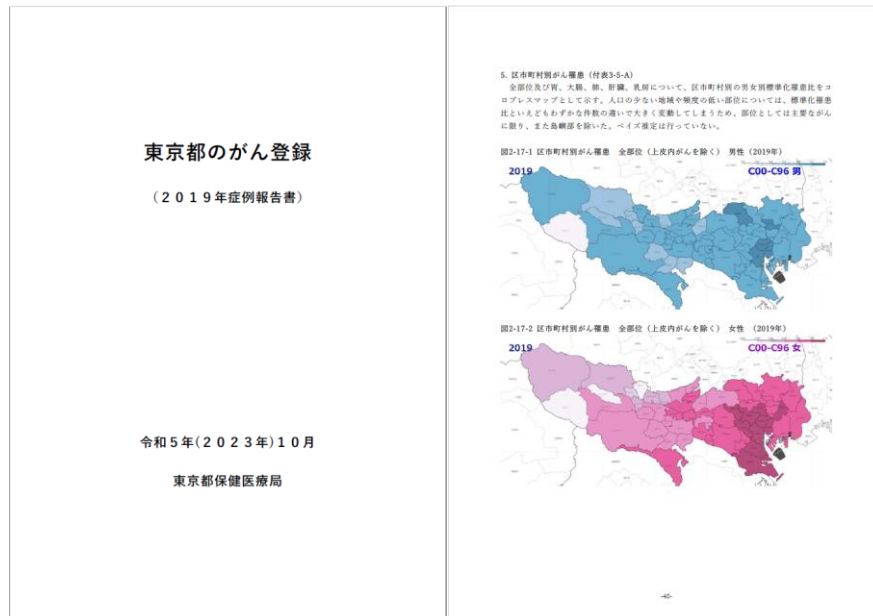 東京都のがん登録
（２０１９年症例報告書）
令和５年(２０２３年)１０月
東京都保健医療局
5. 区市町村別がん罹患（付表3-5-A）
全部位及び胃、大腸、肺、肝臓、乳房について、区市町村別の男女別標準化罹患比をコ
ロプレスマップとして示す。人口の少ない地域や頻度の低い部位については、標準化罹患
比といえどもわずかな件数の違いで大きく変動してしまうため、部位としては主要ながん
に限り、また島嶼部を除いた。ベイズ推定は行っていない。
図2-17-1 区市町村別がん罹患　全部位（上皮内がんを除く）　男性（2019年）
2019
C00-C96 男
図2-17-2 区市町村別がん罹患　全部位（上皮内がんを除く）　女性　（2019年）
2019
C00-C96 女
-40-